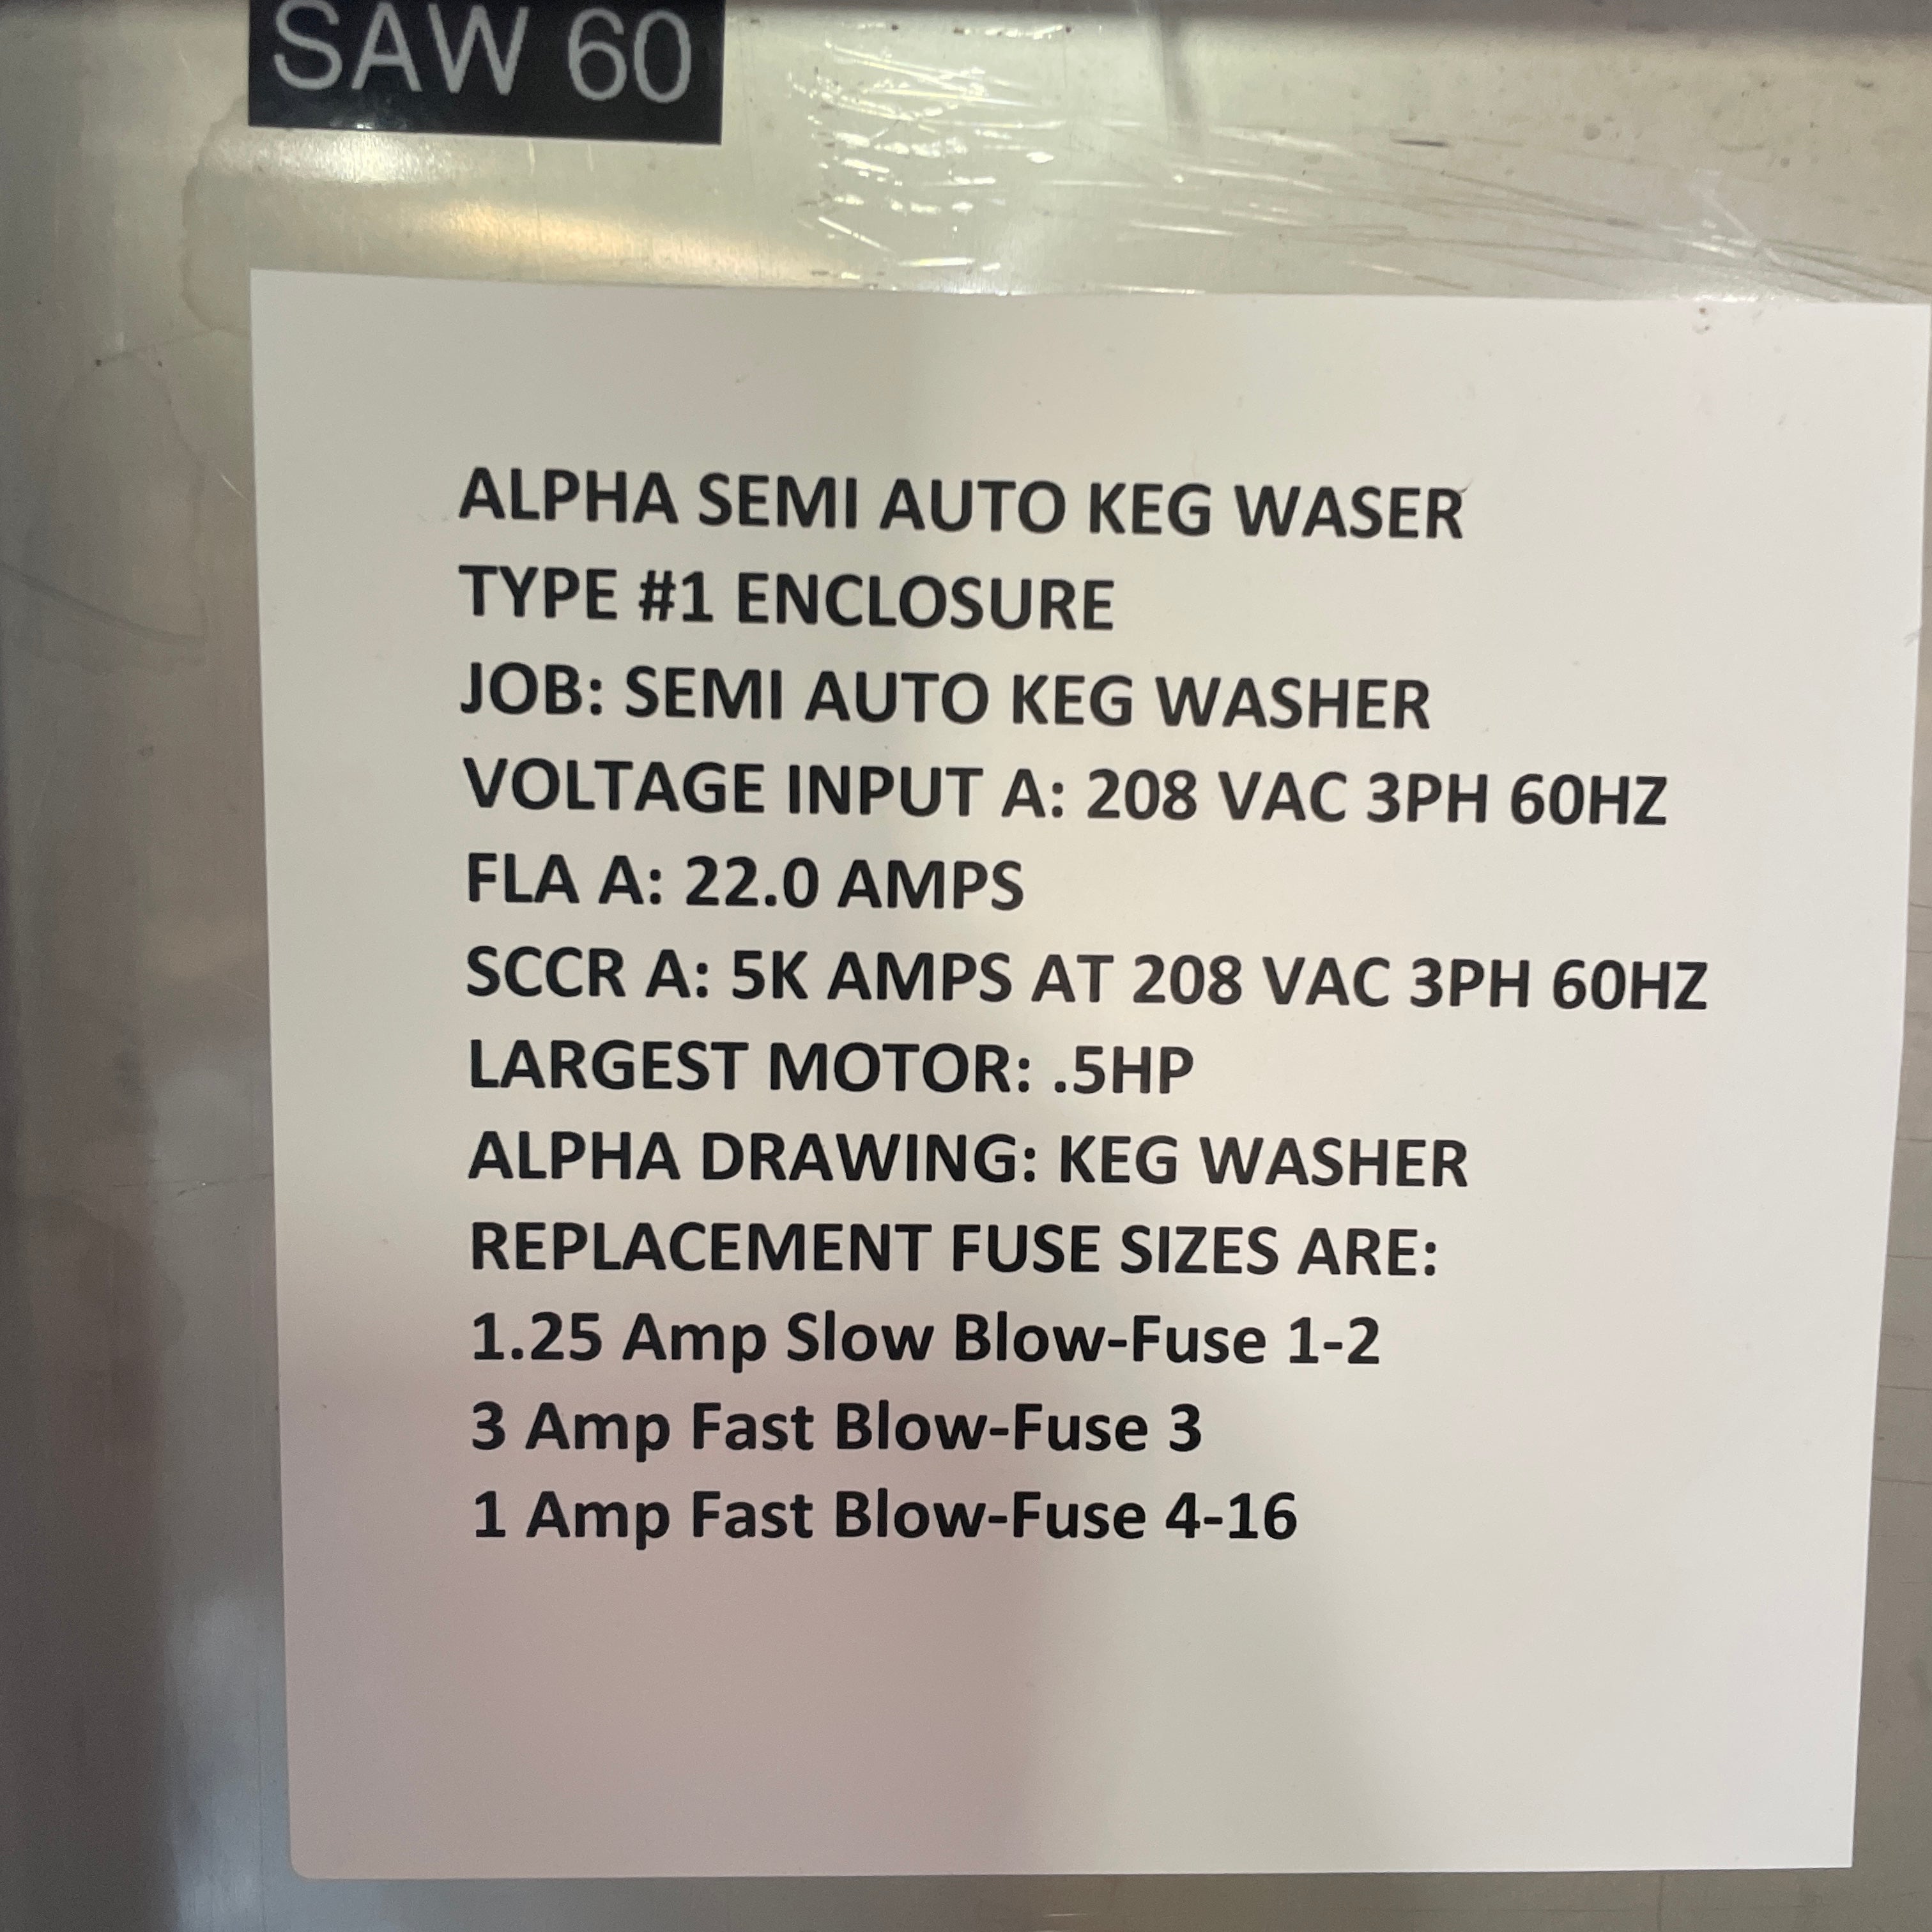 SAW 60
ALPHA SEMI AUTO KEG WASER
TYPE #1 ENCLOSURE
JOB: SEMI AUTO KEG WASHER
VOLTAGE INPUT A: 208 VAC 3PH 60HZ
FLA A: 22.0 AMPS
SCCR A: 5K AMPS AT 208 VAC 3PH 60HZ
LARGEST MOTOR: .5HP
ALPHA DRAWING: KEG WASHER
REPLACEMENT FUSE SIZES ARE:
1.25 Amp Slow Blow-Fuse 1-2
3 Amp Fast Blow-Fuse 3
1 Amp Fast Blow-Fuse 4-16